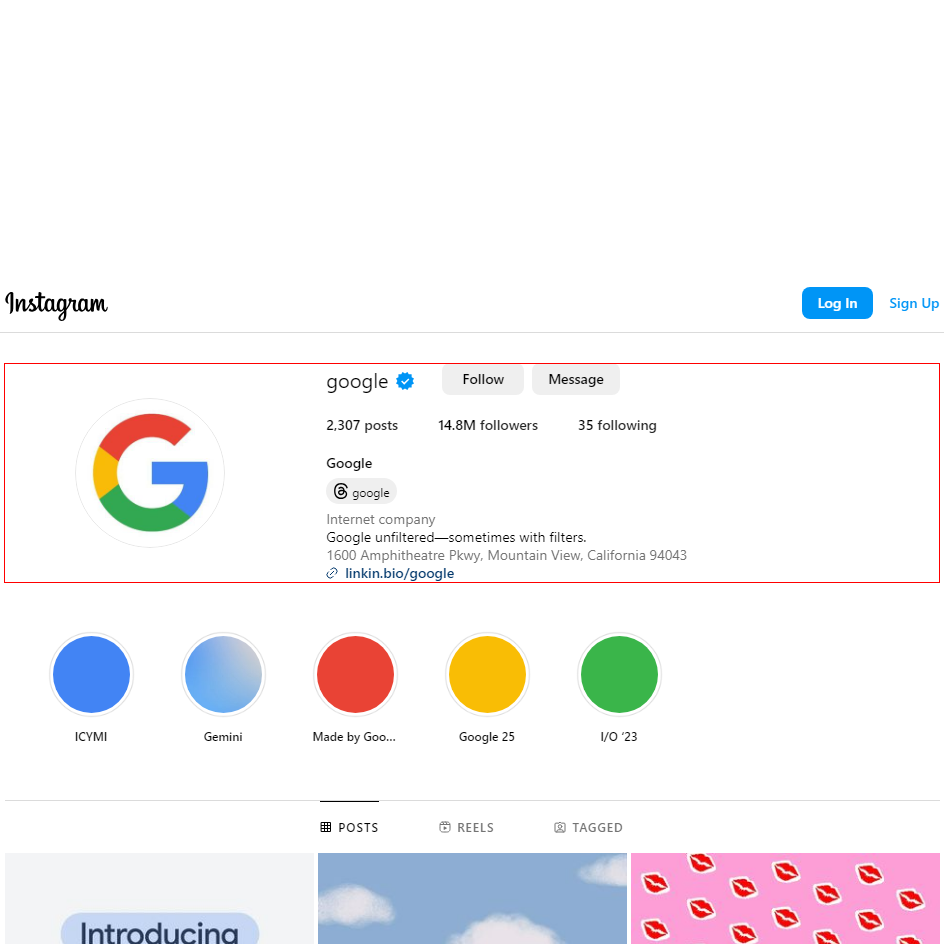 Instagram
Log In
Sign Up
google
Follow
Message
2,307 posts
14.8M followers
35 following
Google
google
Internet company
Google unfiltered—sometimes with filters.
1600 Amphitheatre Pkwy, Mountain View, California 94043
linkin.bio/google
ICYMI
Gemini
Made by Goo...
Google 25
I/O ‘23
POSTS
REELS
TAGGED
Introducing